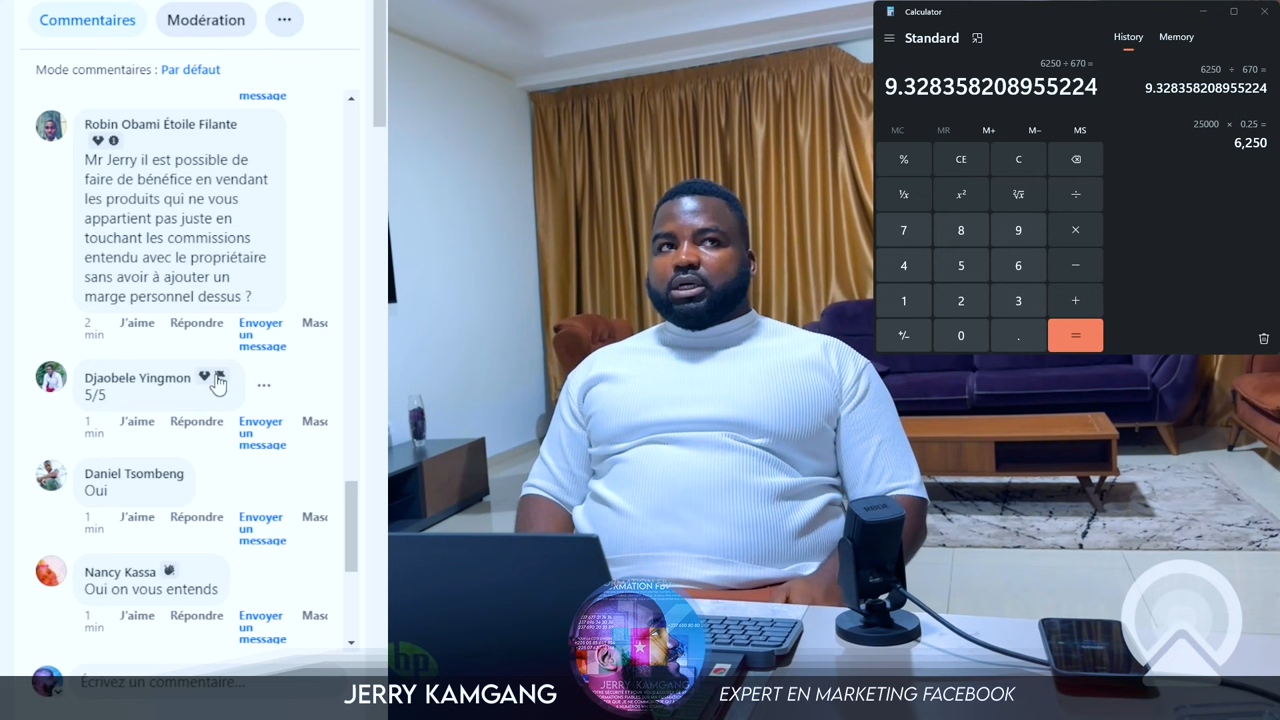 Commentaires
Modération
Mode commentaires : Par défaut
message
Robin Obami Étoile Filante
Mr Jerry il est possible de
faire de bénéfice en vendant
les produits qui ne vous
appartient pas juste en
touchant les commissions
entendu avec le propriétaire
sans avoir à ajouter un
marge personnel dessus ?
2 min
J'aime
Répondre
Envoyer un message
Masc
Djaobele Yingmon
5/5
1 min
J'aime
Répondre
Envoyer un message
Masc
Daniel Tsombeng
Oui
1 min
J'aime
Répondre
Envoyer un message
Masc
Nancy Kassa
Oui on vous entends
1 min
J'aime
Répondre
Envoyer un message
Masc
Écrivez un commentaire...
Calculator
Standard
History
Memory
6250 ÷ 670 =
9.328358208955224
6250 ÷ 670 =
9.328358208955224
25000 × 0.25 =
6,250
MC MR M+ M− MS
% CE C
⅟x x² ²√x ÷
7 8 9 ×
4 5 6 −
1 2 3 +
+/− 0 . =
RODE
hp
JERRY KAMGANG
EXPERT EN MARKETING FACEBOOK